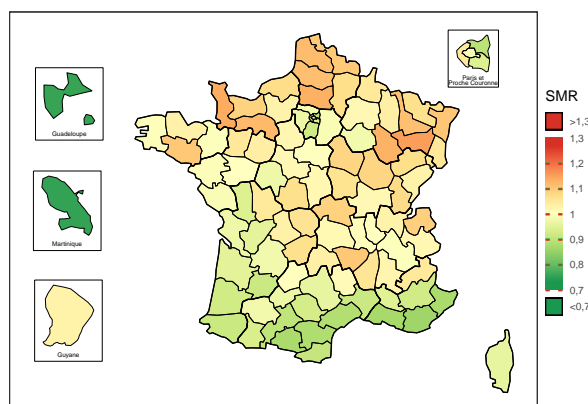 Guadeloupe
Martinique
Guyane
Paris et
Proche Couronne
SMR
>1,3
1,3
1,2
1,1
1
0,9
0,8
0,7
<0,7